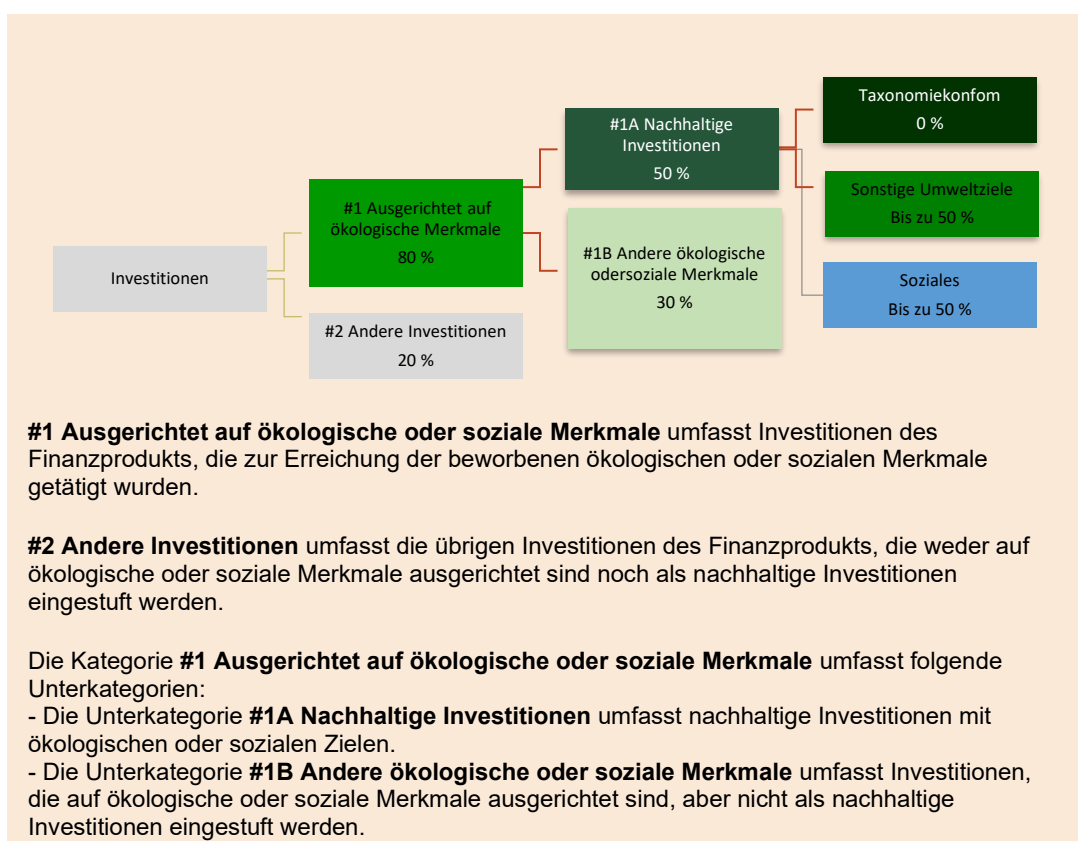 Taxonomiekonfom
0 %
#1A Nachhaltige
Investitionen
50 %
Sonstige Umweltziele
Bis zu 50 %
#1 Ausgerichtet auf
ökologische Merkmale
80 %
#1B Andere ökologische
odersoziale Merkmale
30 %
Investitionen
Soziales
Bis zu 50 %
#2 Andere Investitionen
20 %
#1 Ausgerichtet auf ökologische oder soziale Merkmale umfasst Investitionen des
Finanzprodukts, die zur Erreichung der beworbenen ökologischen oder sozialen Merkmale
getätigt wurden.
#2 Andere Investitionen umfasst die übrigen Investitionen des Finanzprodukts, die weder auf
ökologische oder soziale Merkmale ausgerichtet sind noch als nachhaltige Investitionen
eingestuft werden.
Die Kategorie #1 Ausgerichtet auf ökologische oder soziale Merkmale umfasst folgende
Unterkategorien:
- Die Unterkategorie #1A Nachhaltige Investitionen umfasst nachhaltige Investitionen mit
ökologischen oder sozialen Zielen.
- Die Unterkategorie #1B Andere ökologische oder soziale Merkmale umfasst Investitionen,
die auf ökologische oder soziale Merkmale ausgerichtet sind, aber nicht als nachhaltige
Investitionen eingestuft werden.